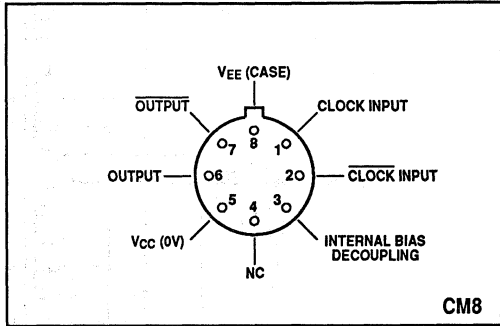 VEE (CASE)
OUTPUT
CLOCK INPUT
8
7
1
OUTPUT
6
2
CLOCK INPUT
5
3
4
VCC (0V)
INTERNAL BIAS
DECOUPLING
NC
CM8